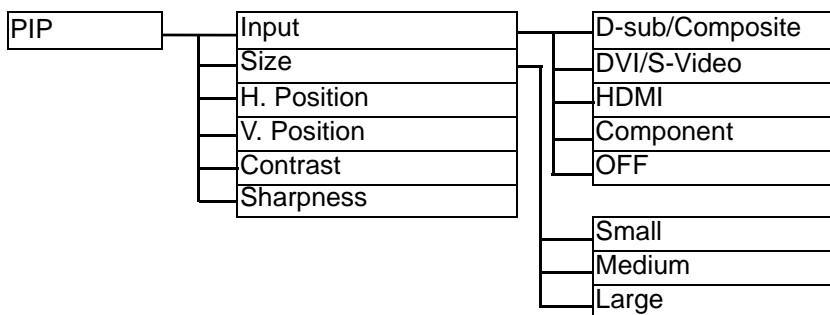 PIP
Input
Size
H. Position
V. Position
Contrast
Sharpness
D-sub/Composite
DVI/S-Video
HDMI
Component
OFF
Small
Medium
Large